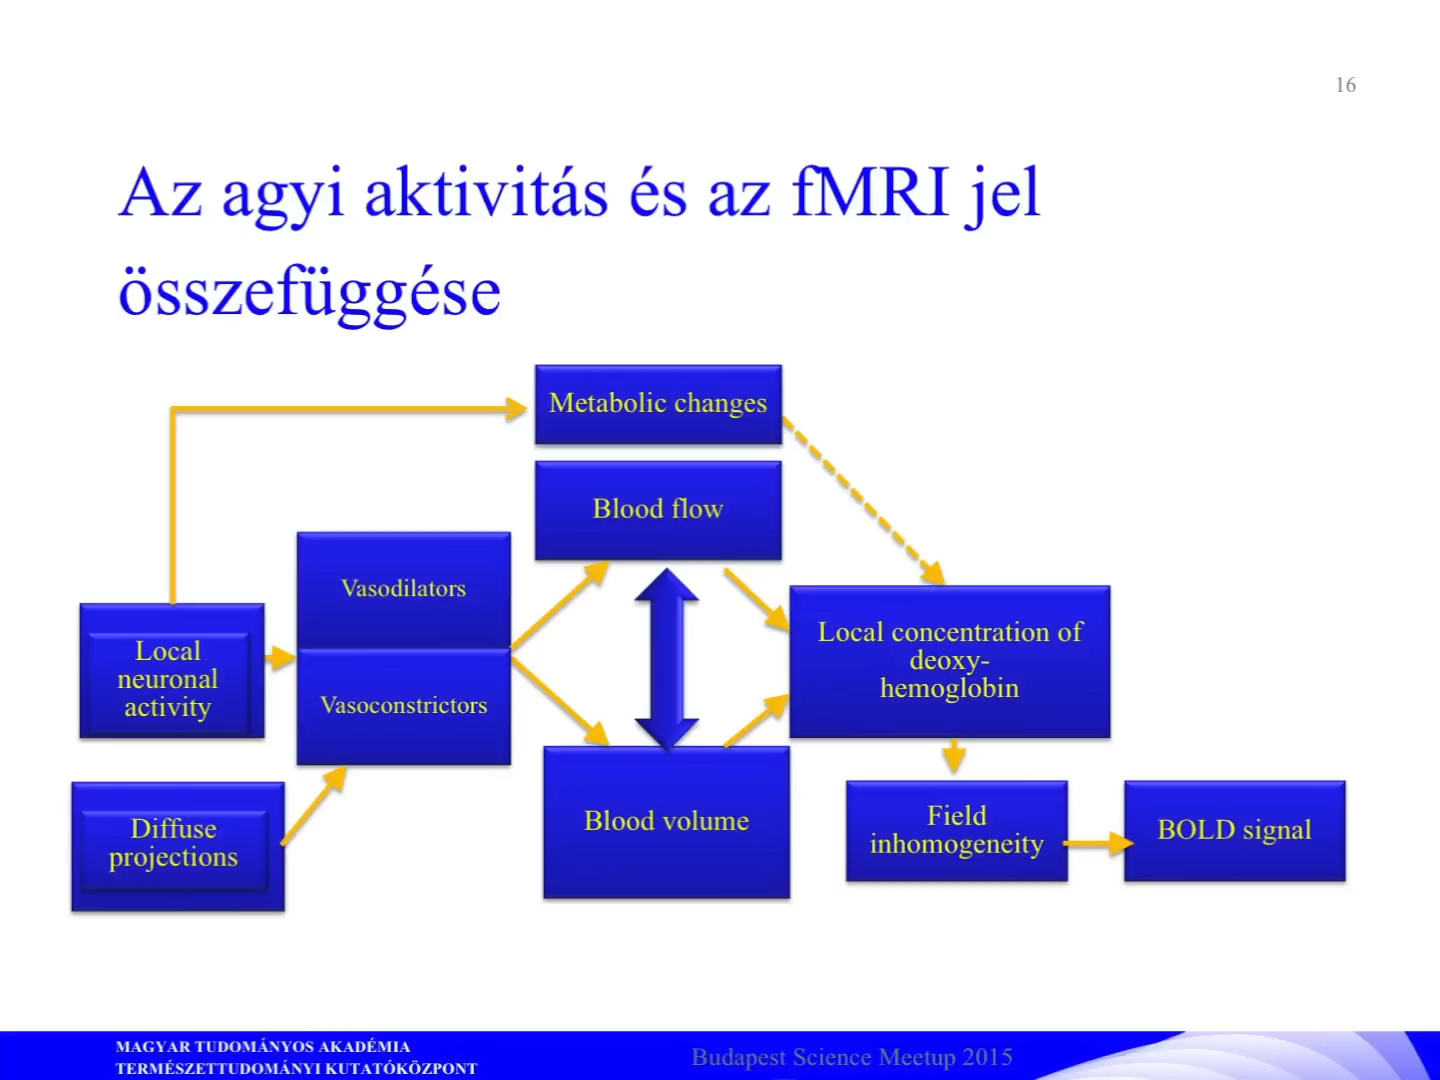 16
Az agyi aktivitás és az fMRI jel
összefüggése
Metabolic changes
Blood flow
Vasodilators
Local
neuronal
activity
Vasoconstrictors
Local concentration of
deoxy-
hemoglobin
Diffuse
projections
Blood volume
Field
inhomogeneity
BOLD signal
MAGYAR TUDOMÁNYOS AKADÉMIA
TERMÉSZETTUDOMÁNYI KUTATÓKÖZPONT
Budapest Science Meetup 2015